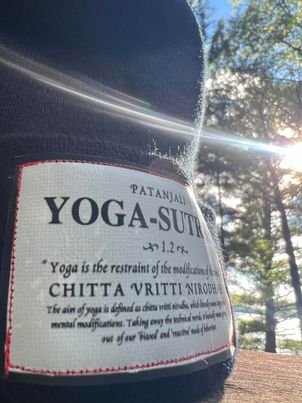 PATANJALI
YOGA-SUTR
1.2
"Yoga is the restraint of the modifications of the
CHITTA VRITTI NIRODH
The aim of yoga is defined as chitta vritti nirodha, which literally means
mental modifications. Taking away the technical words, it basically means
out of our 'biased' and 'reactive' mode of behavior.